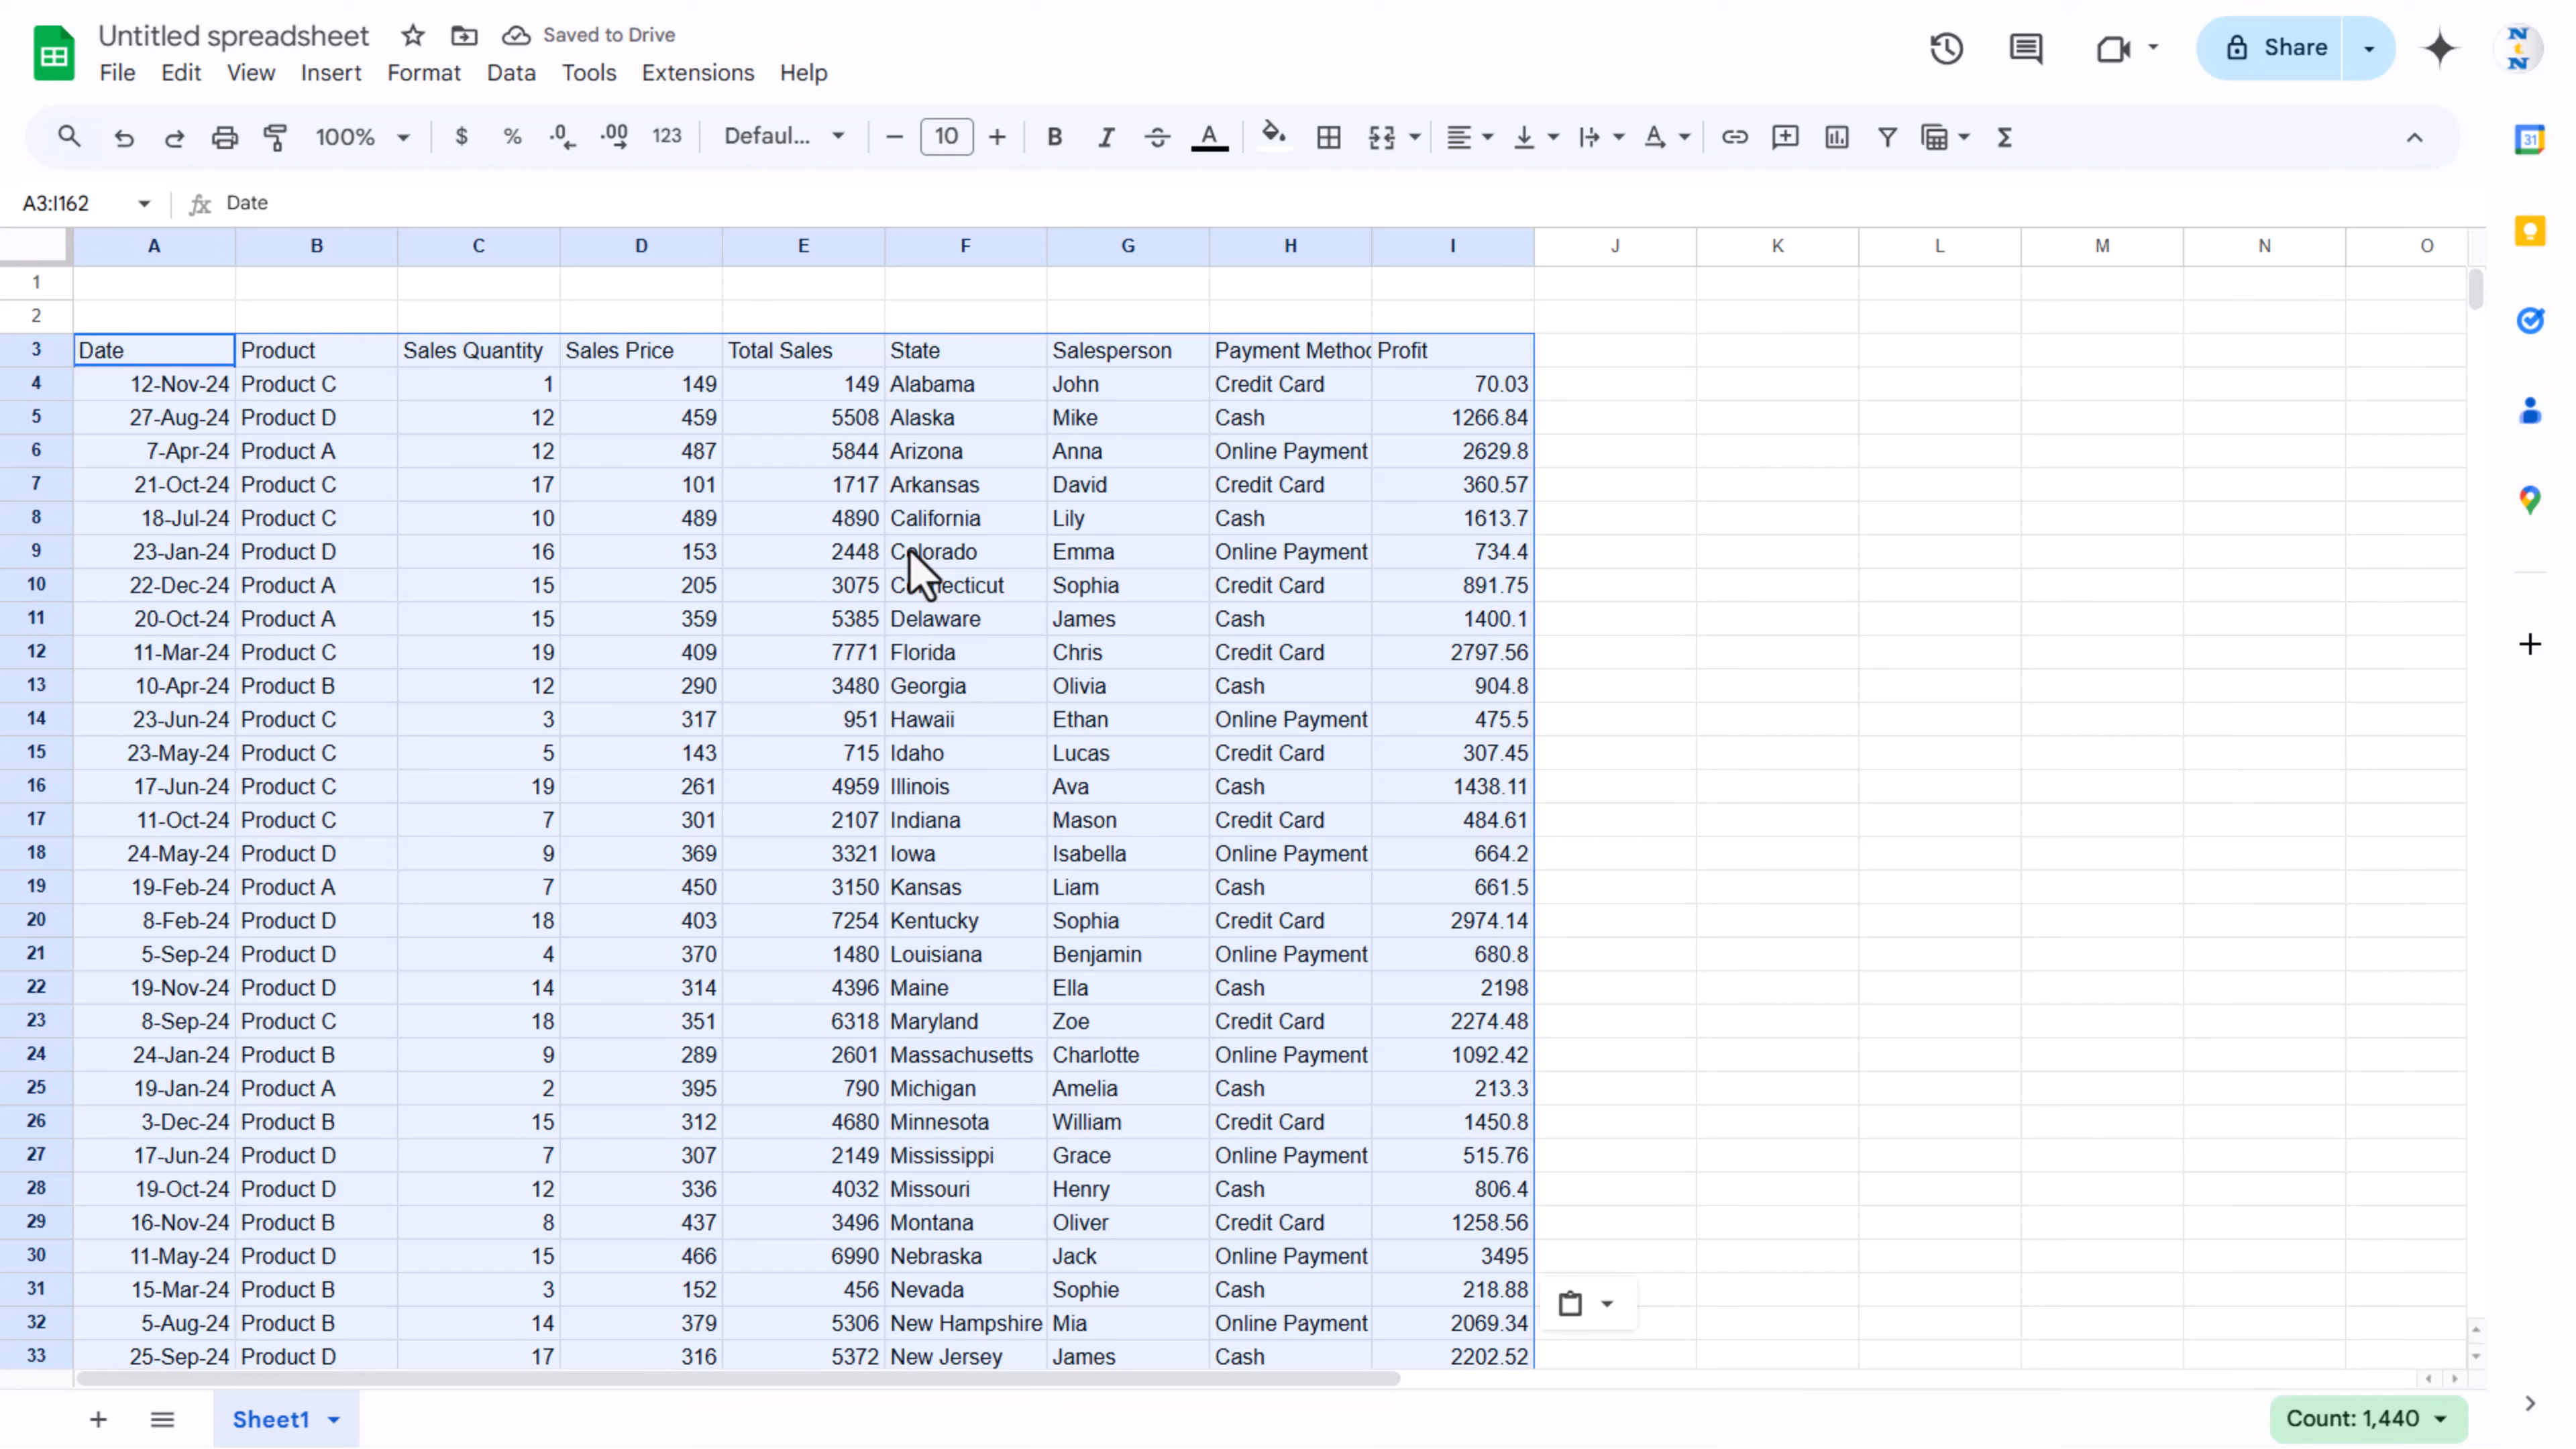 Untitled spreadsheet Saved to Drive
File Edit View Insert Format Data Tools Extensions Help
Share
100% $ % .0 .00 123 Defaul... 10 B I A
A3:I162 fx Date
A B C D E F G H I J K L M N O
1
2
3 Date Product Sales Quantity Sales Price Total Sales State Salesperson Payment Method Profit
4 12-Nov-24 Product C 1 149 149 Alabama John Credit Card 70.03
5 27-Aug-24 Product D 12 459 5508 Alaska Mike Cash 1266.84
6 7-Apr-24 Product A 12 487 5844 Arizona Anna Online Payment 2629.8
7 21-Oct-24 Product C 17 101 1717 Arkansas David Credit Card 360.57
8 18-Jul-24 Product C 10 489 4890 California Lily Cash 1613.7
9 23-Jan-24 Product D 16 153 2448 Colorado Emma Online Payment 734.4
10 22-Dec-24 Product A 15 205 3075 Connecticut Sophia Credit Card 891.75
11 20-Oct-24 Product A 15 359 5385 Delaware James Cash 1400.1
12 11-Mar-24 Product C 19 409 7771 Florida Chris Credit Card 2797.56
13 10-Apr-24 Product B 12 290 3480 Georgia Olivia Cash 904.8
14 23-Jun-24 Product C 3 317 951 Hawaii Ethan Online Payment 475.5
15 23-May-24 Product C 5 143 715 Idaho Lucas Credit Card 307.45
16 17-Jun-24 Product C 19 261 4959 Illinois Ava Cash 1438.11
17 11-Oct-24 Product C 7 301 2107 Indiana Mason Credit Card 484.61
18 24-May-24 Product D 9 369 3321 Iowa Isabella Online Payment 664.2
19 19-Feb-24 Product A 7 450 3150 Kansas Liam Cash 661.5
20 8-Feb-24 Product D 18 403 7254 Kentucky Sophia Credit Card 2974.14
21 5-Sep-24 Product D 4 370 1480 Louisiana Benjamin Online Payment 680.8
22 19-Nov-24 Product D 14 314 4396 Maine Ella Cash 2198
23 8-Sep-24 Product C 18 351 6318 Maryland Zoe Credit Card 2274.48
24 24-Jan-24 Product B 9 289 2601 Massachusetts Charlotte Online Payment 1092.42
25 19-Jan-24 Product A 2 395 790 Michigan Amelia Cash 213.3
26 3-Dec-24 Product B 15 312 4680 Minnesota William Credit Card 1450.8
27 17-Jun-24 Product D 7 307 2149 Mississippi Grace Online Payment 515.76
28 19-Oct-24 Product D 12 336 4032 Missouri Henry Cash 806.4
29 16-Nov-24 Product B 8 437 3496 Montana Oliver Credit Card 1258.56
30 11-May-24 Product D 15 466 6990 Nebraska Jack Online Payment 3495
31 15-Mar-24 Product B 3 152 456 Nevada Sophie Cash 218.88
32 5-Aug-24 Product B 14 379 5306 New Hampshire Mia Online Payment 2069.34
33 25-Sep-24 Product D 17 316 5372 New Jersey James Cash 2202.52
Sheet1 Count: 1,440
N
t
N
31